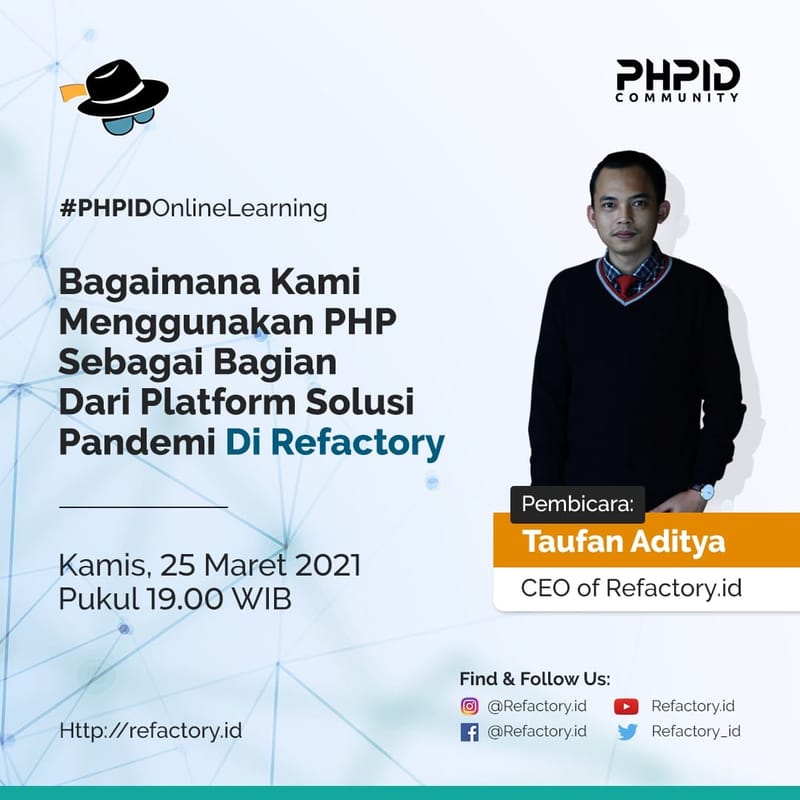 PHPID
COMMUNITY
#PHPIDOnlineLearning
Bagaimana Kami
Menggunakan PHP
Sebagai Bagian
Dari Platform Solusi
Pandemi Di Refactory
Kamis, 25 Maret 2021
Pukul 19.00 WIB
Pembicara:
Taufan Aditya
CEO of Refactory.id
Find & Follow Us:
@Refactory.id Refactory.id
@Refactory.id Refactory_id
Http://refactory.id